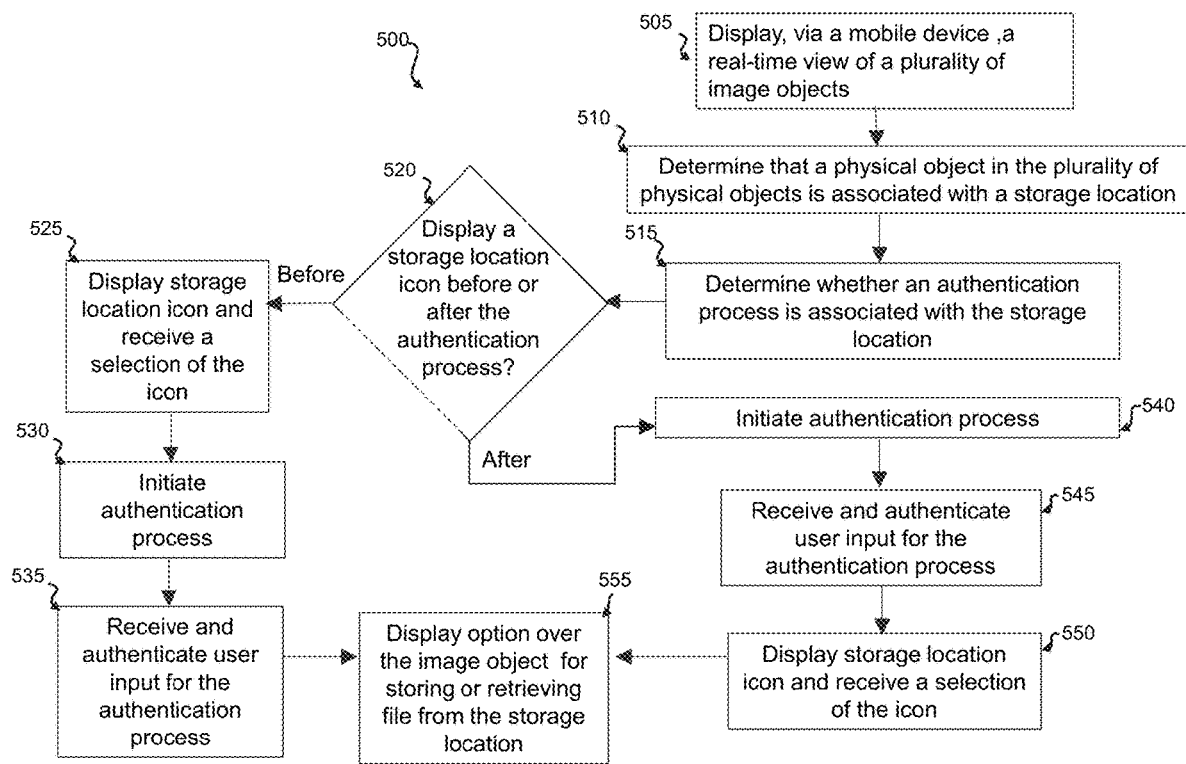 500
505
Display, via a mobile device ,a
real-time view of a plurality of
image objects
510
Determine that a physical object in the plurality of
physical objects is associated with a storage location
515
Determine whether an authentication
process is associated with the storage
location
520
Display a
storage location
icon before or
after the
authentication
process?
Before
525
Display storage
location icon and
receive a
selection of the
icon
530
Initiate
authentication
process
535
Receive and
authenticate user
input for the
authentication
process
After
Initiate authentication process
540
545
Receive and authenticate
user input for the
authentication process
550
Display storage location
icon and receive a selection
of the icon
555
Display option over
the image object for
storing or retrieving
file from the storage
location